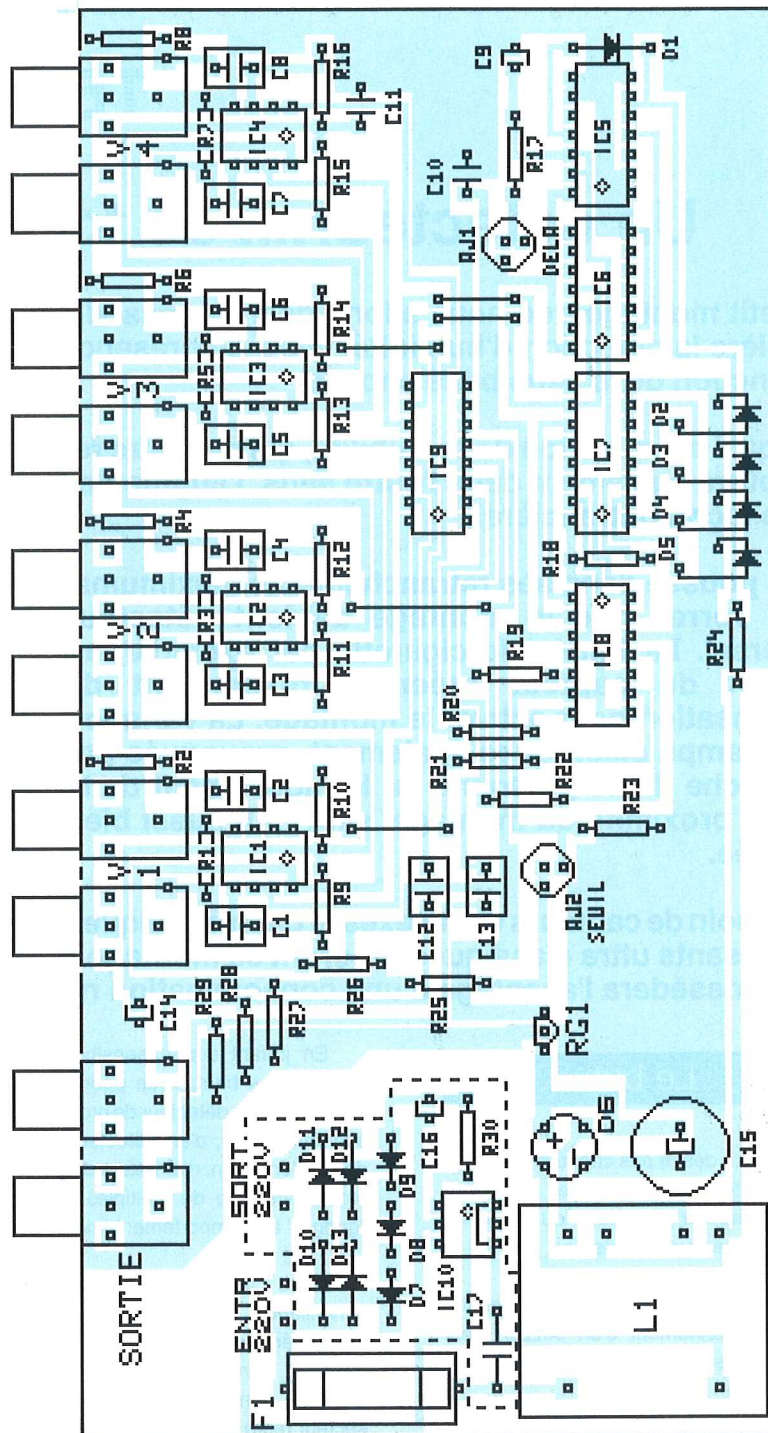 SORTIE
V 1
V 2
V 3
V 4
R2
R4
R6
R8
C14
R29
R28
R27
CR1
CR3
CR5
CR7
ENTR
220V
SORT.
220V
F1
IC1
IC2
IC3
IC4
C1
C2
C3
C4
C5
C6
C7
C8
D10
D13
D11
D12
R26
R9
R10
R11
R12
R13
R14
R15
R16
C11
D7
D8
D9
C16
R25
C12
C13
IC9
C10
IC10
C17
R30
R21
R20
R22
R19
AJ1
DELAI
R17
C9
RG1
AJ2
SEUIL
R18
D6
R23
IC8
IC7
IC6
IC5
L1
C15
R24
D5
D4
D3
D2
D1